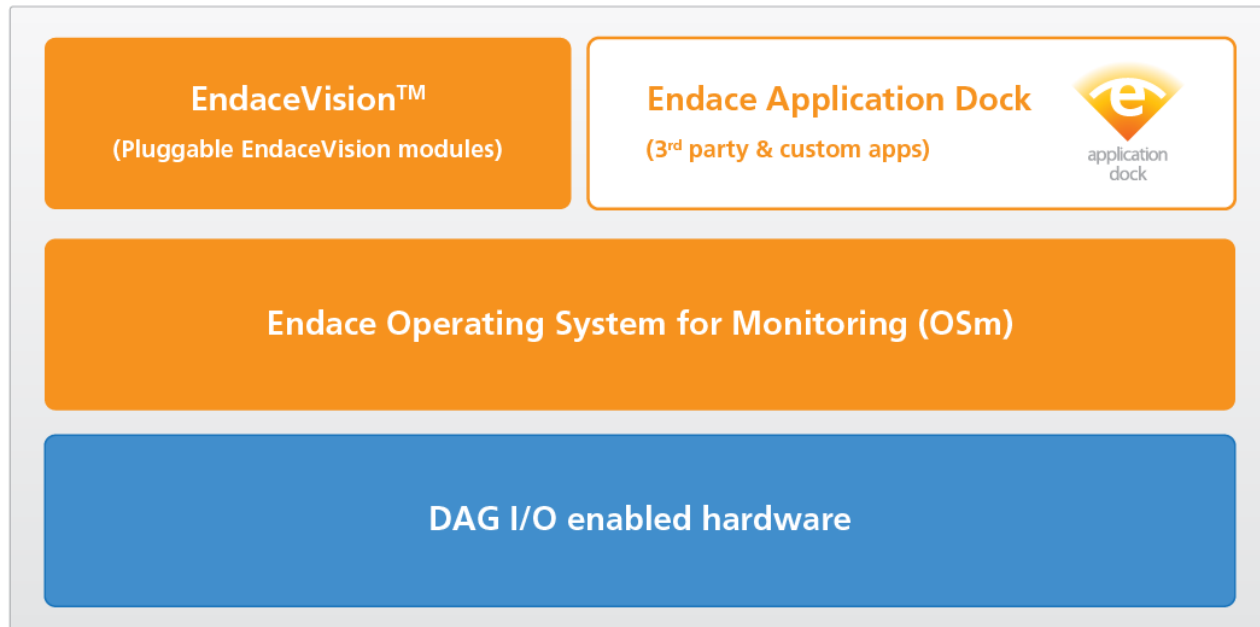 EndaceVision™
(Pluggable EndaceVision modules)
Endace Application Dock
(3rd party & custom apps)
e
application
dock
Endace Operating System for Monitoring (OSm)
DAG I/O enabled hardware